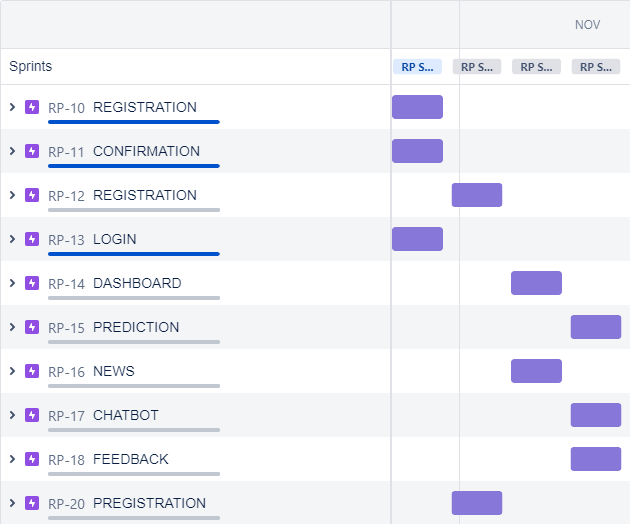 NOV
Sprints RP S... RP S... RP S... RP S...
RP-10 REGISTRATION
RP-11 CONFIRMATION
RP-12 REGISTRATION
RP-13 LOGIN
RP-14 DASHBOARD
RP-15 PREDICTION
RP-16 NEWS
RP-17 CHATBOT
RP-18 FEEDBACK
RP-20 PREGISTRATION